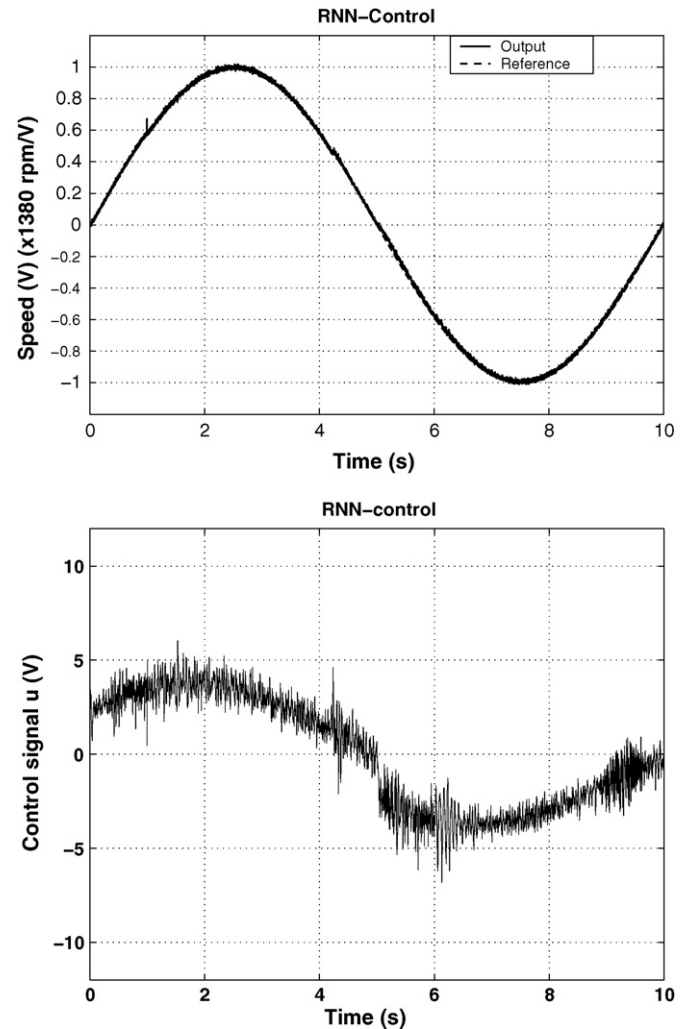 RNN−Control
Output
Reference
1
0.8
0.6
0.4
0.2
0
−0.2
−0.4
−0.6
−0.8
−1
Speed (V) (x1380 rpm/V)
0 2 4 6 8 10
Time (s)
RNN−control
10
5
0
−5
−10
Control signal u (V)
0 2 4 6 8 10
Time (s)